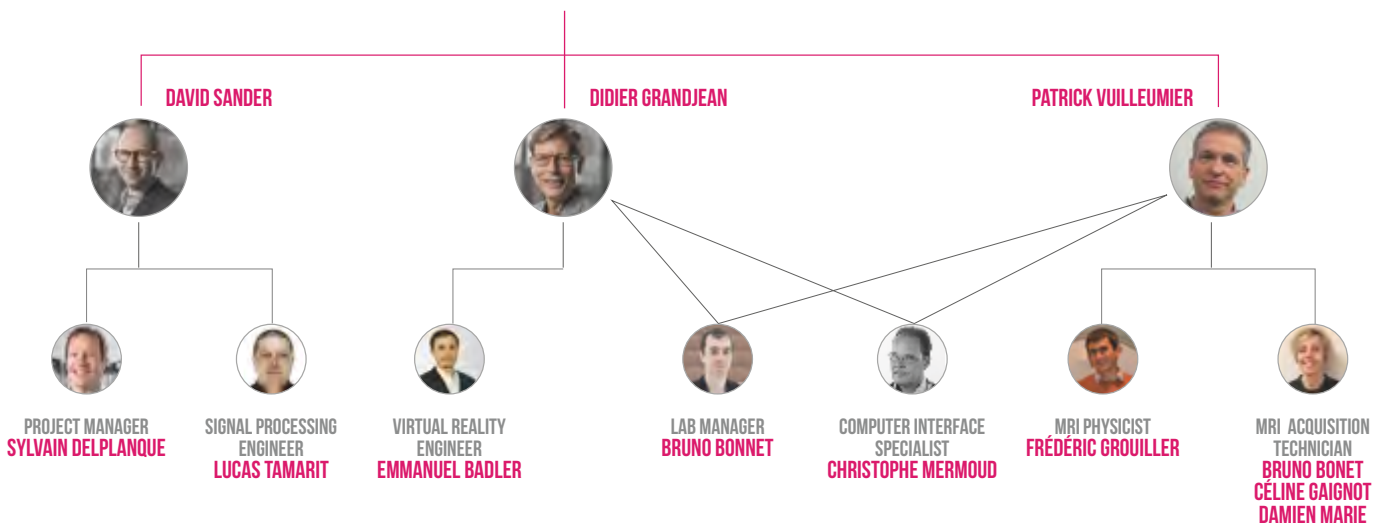 DAVID SANDER
DIDIER GRANDJEAN
PATRICK VUILLEUMIER
PROJECT MANAGER
SYLVAIN DELPLANQUE
SIGNAL PROCESSING
ENGINEER
LUCAS TAMARIT
VIRTUAL REALITY
ENGINEER
EMMANUEL BADLER
LAB MANAGER
BRUNO BONNET
COMPUTER INTERFACE
SPECIALIST
CHRISTOPHE MERMOUD
MRI PHYSICIST
FRÉDÉRIC GROUILLER
MRI ACQUISITION
TECHNICIAN
BRUNO BONET
CÉLINE GAIGNOT
DAMIEN MARIE